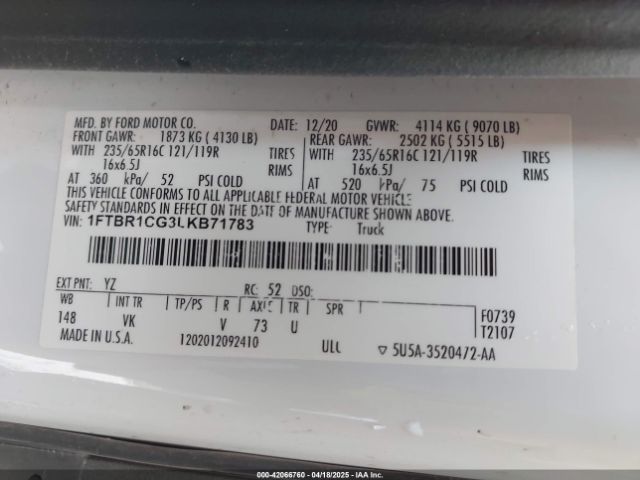 MFD. BY FORD MOTOR CO. DATE: 12/20 GVWR: 4114 KG ( 9070 LB)
FRONT GAWR: 1873 KG ( 4130 LB) REAR GAWR: 2502 KG ( 5515 LB)
WITH 235/65R16C 121/119R TIRES WITH 235/65R16C 121/119R TIRES
16x6.5J RIMS 16x6.5J RIMS
AT 360 kPa/ 52 PSI COLD AT 520 kPa/ 75 PSI COLD
THIS VEHICLE CONFORMS TO ALL APPLICABLE FEDERAL MOTOR VEHICLE
SAFETY STANDARDS IN EFFECT ON THE DATE OF MANUFACTURE SHOWN ABOVE.
VIN: 1FTBR1CG3LKB71783 TYPE: Truck
EXT PNT: YZ RC: 52 DSO:
WB INT TR TP/PS R AXLE TR SPR F0739
148 VK V 73 U T2107
MADE IN U.S.A. 1202012092410 ULL ▽ 5U5A-3520472-AA
000-42066760 - 04/18/2025 - IAAI.COM